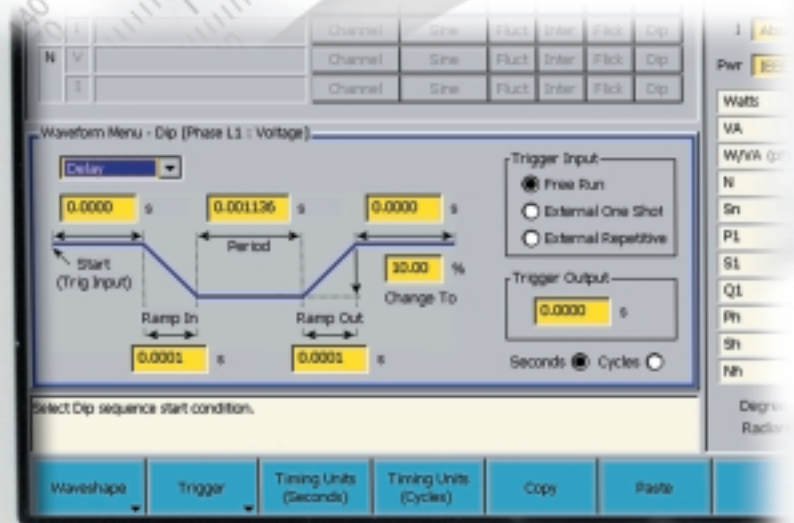 I
Channel Sine Fluct Inter Flick Dip
I
N V
Channel Sine Fluct Inter Flick Dip
Pwr
I
Channel Sine Fluct Inter Flick Dip
Watts
VA
W/VA
N
Sn
P1
S1
Q1
Ph
Sh
Nh
Waveform Menu - Dip (Phase L1 : Voltage)
Delay
0.0000 s
0.001136 s
0.0000 s
Start
(Trig Input)
Period
10.00 %
Change To
Ramp In
Ramp Out
0.0001 s
0.0001 s
Trigger Input
Free Run
External One Shot
External Repetitive
Trigger Output
0.0000 s
Seconds Cycles
Select Dip sequence start condition.
Waveshape
Trigger
Timing Units
(Seconds)
Timing Units
(Cycles)
Copy
Paste